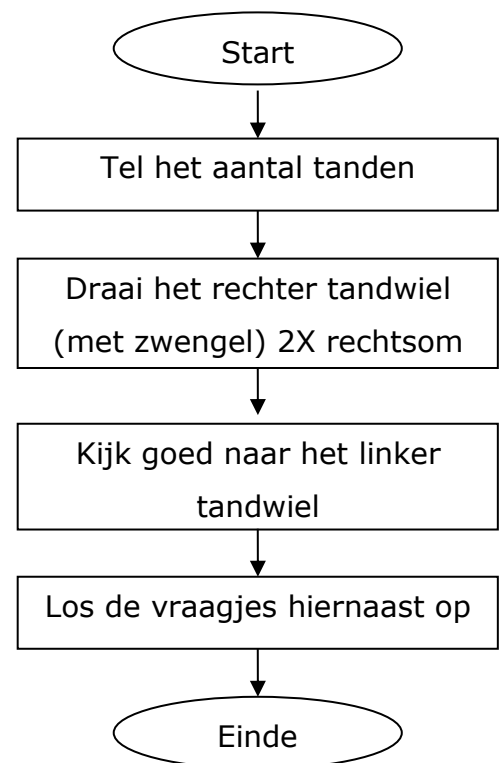 Start
Tel het aantal tanden
Draai het rechter tandwiel
(met zwengel) 2X rechtsom
Kijk goed naar het linker
tandwiel
Los de vraagjes hiernaast op
Einde